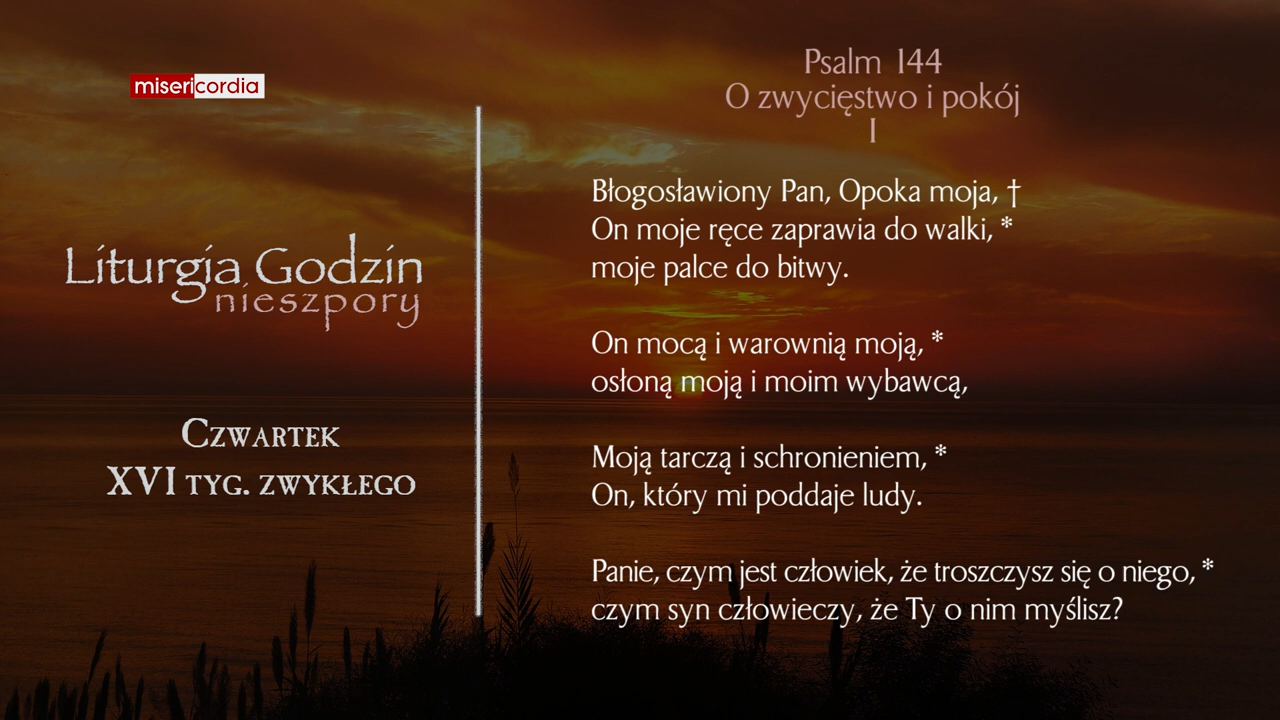 misericordia
Liturgia Godzin
nieszpory
Czwartek
XVI tyg. zwykłego
Psalm 144
O zwycięstwo i pokój
I
Błogosławiony Pan, Opoka moja, †
On moje ręce zaprawia do walki, *
moje palce do bitwy.
On mocą i warownią moją, *
osłoną moją i moim wybawcą,
Moją tarczą i schronieniem, *
On, który mi poddaje ludy.
Panie, czym jest człowiek, że troszczysz się o niego, *
czym syn człowieczy, że Ty o nim myślisz?